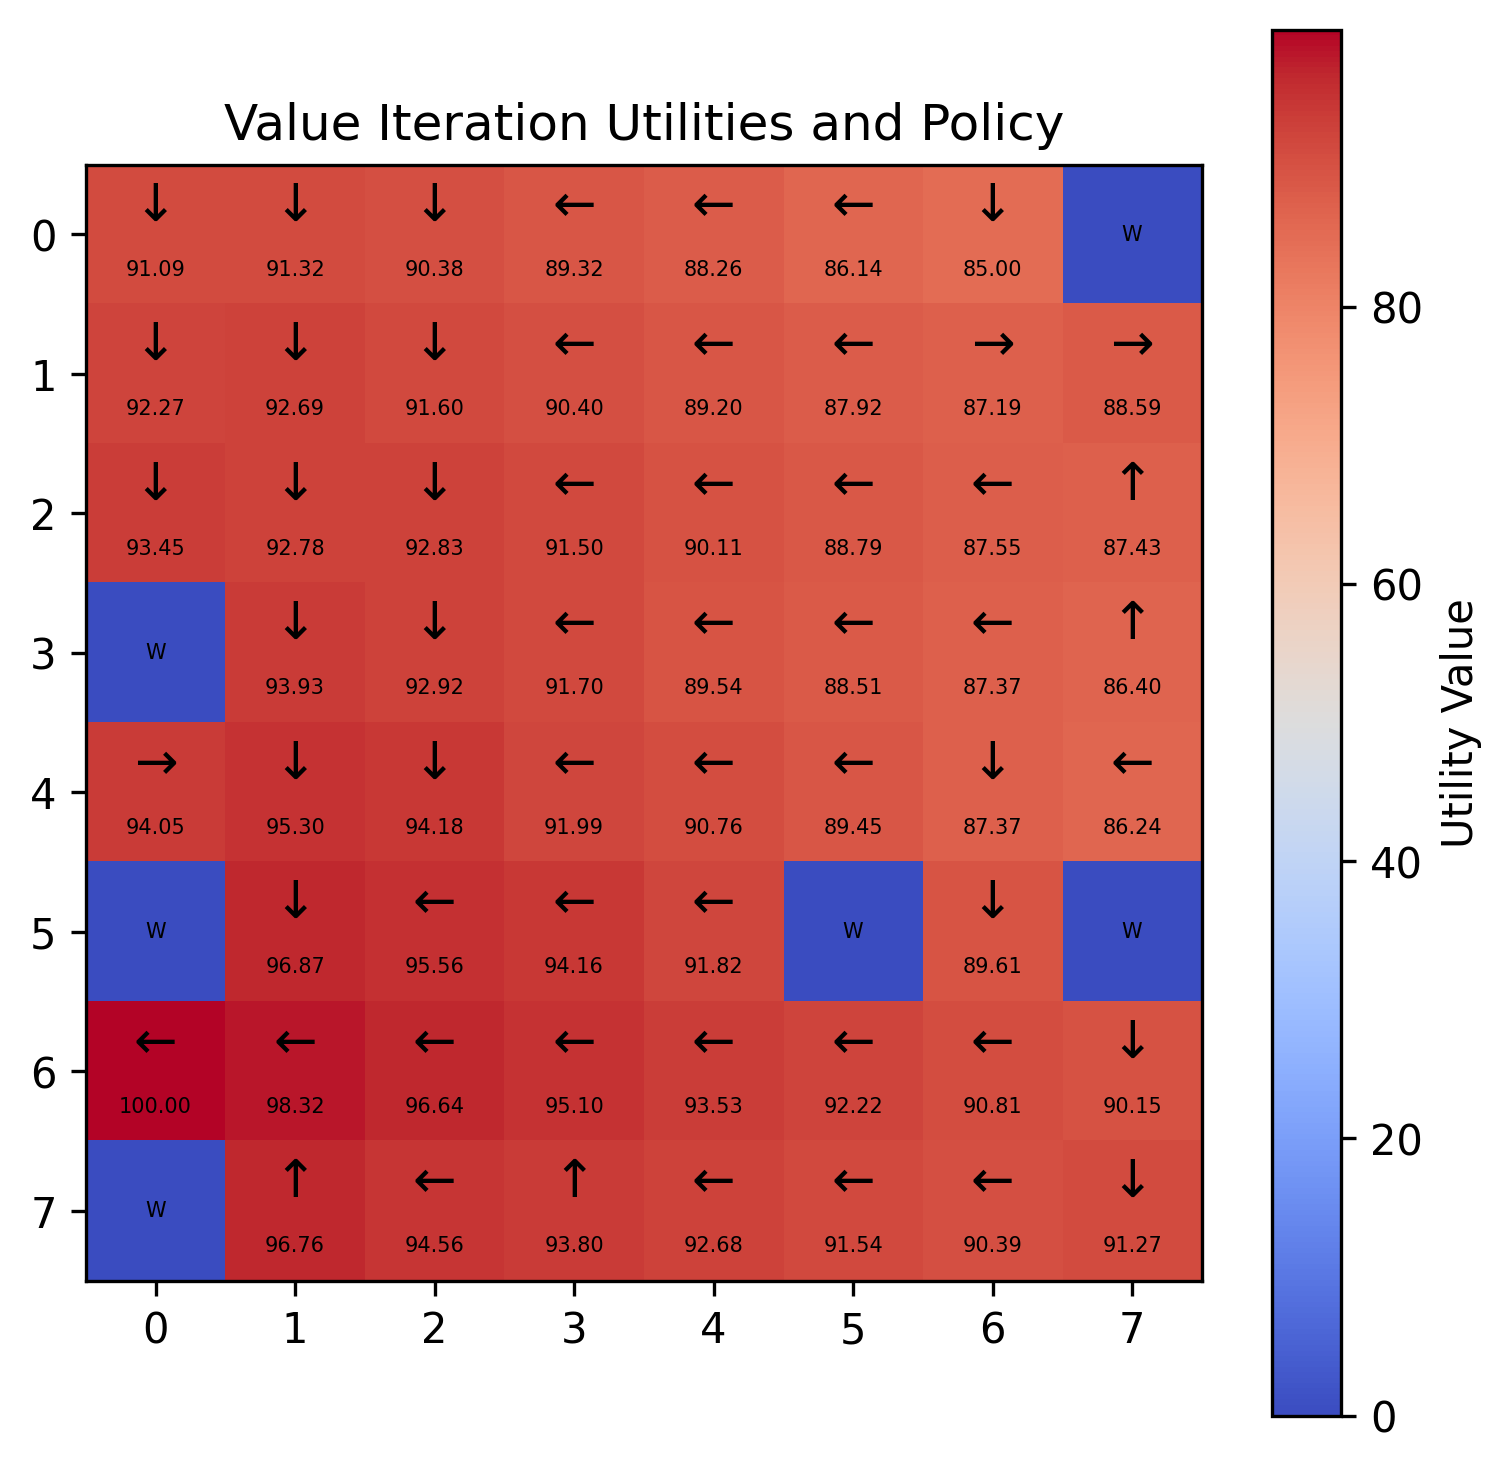 Value Iteration Utilities and Policy
0 ↓ ↓ ↓ ← ← ← ↓ W
91.09 91.32 90.38 89.32 88.26 86.14 85.00
1 ↓ ↓ ↓ ← ← ← → →
92.27 92.69 91.60 90.40 89.20 87.92 87.19 88.59
2 ↓ ↓ ↓ ← ← ← ← ↑
93.45 92.78 92.83 91.50 90.11 88.79 87.55 87.43
3 W ↓ ↓ ← ← ← ← ↑
93.93 92.92 91.70 89.54 88.51 87.37 86.40
4 → ↓ ↓ ← ← ← ↓ ←
94.05 95.30 94.18 91.99 90.76 89.45 87.37 86.24
5 W ↓ ← ← ← W ↓ W
96.87 95.56 94.16 91.82 89.61
6 ← ← ← ← ← ← ← ↓
100.00 98.32 96.64 95.10 93.53 92.22 90.81 90.15
7 W ↑ ← ↑ ← ← ← ↓
96.76 94.56 93.80 92.68 91.54 90.39 91.27
0 1 2 3 4 5 6 7
80
60
40
20
0
Utility Value